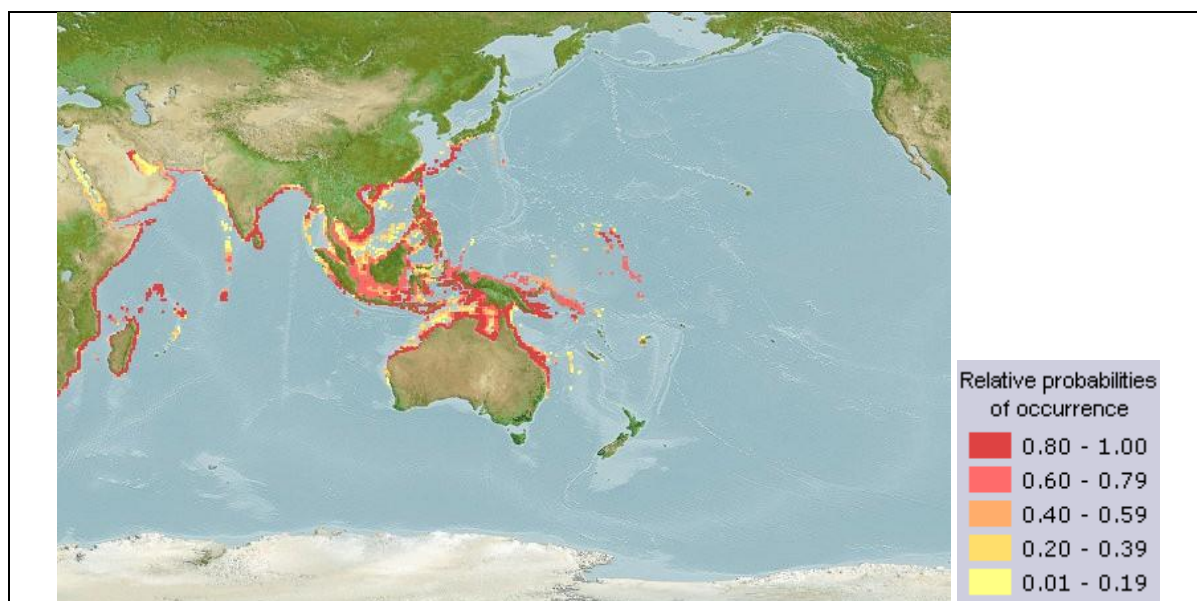 Relative probabilities
of occurrence
0.80 - 1.00
0.60 - 0.79
0.40 - 0.59
0.20 - 0.39
0.01 - 0.19